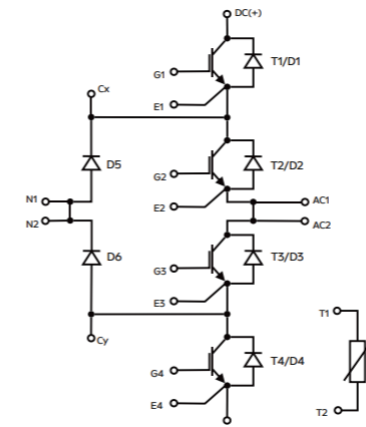 DC(+)
T1/D1
G1
Cx
E1
D5
T2/D2
G2
N1
AC1
E2
N2
AC2
D6
T3/D3
G3
E3
T1
Cy
T4/D4
G4
E4
T2